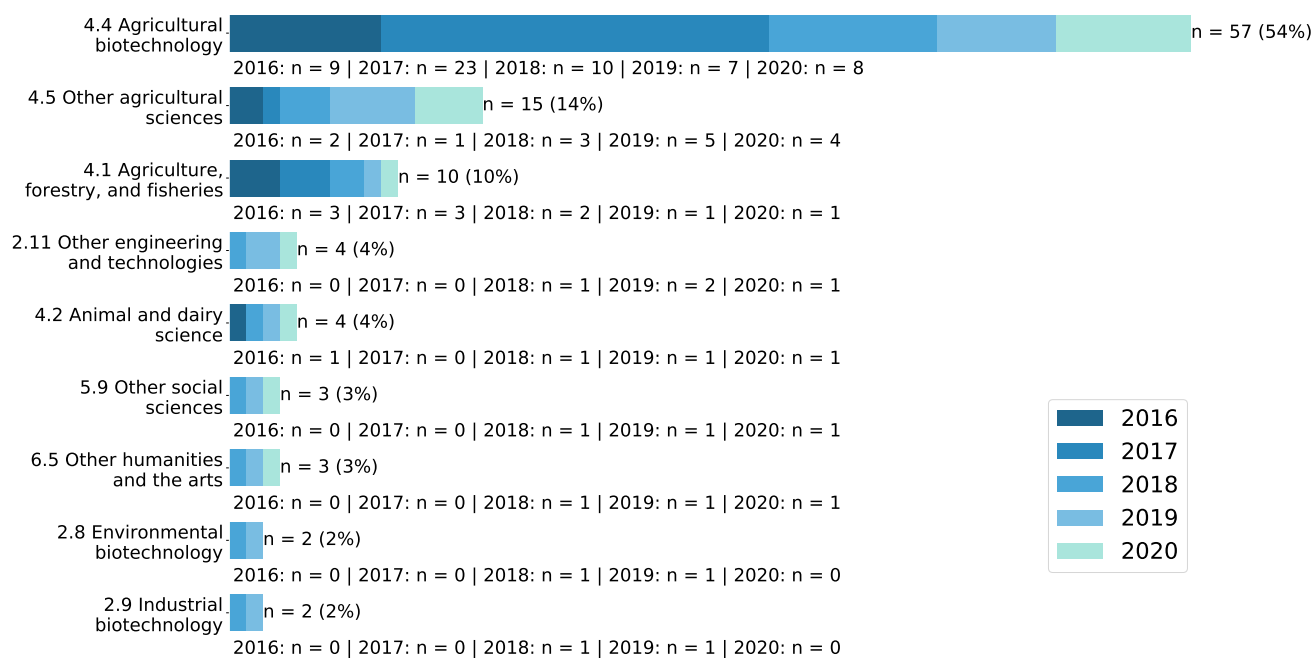 4.4 Agricultural
biotechnology
n = 57 (54%)
2016: n = 9 | 2017: n = 23 | 2018: n = 10 | 2019: n = 7 | 2020: n = 8
4.5 Other agricultural
sciences
n = 15 (14%)
2016: n = 2 | 2017: n = 1 | 2018: n = 3 | 2019: n = 5 | 2020: n = 4
4.1 Agriculture,
forestry, and fisheries
n = 10 (10%)
2016: n = 3 | 2017: n = 3 | 2018: n = 2 | 2019: n = 1 | 2020: n = 1
2.11 Other engineering
and technologies
n = 4 (4%)
2016: n = 0 | 2017: n = 0 | 2018: n = 1 | 2019: n = 2 | 2020: n = 1
4.2 Animal and dairy
science
n = 4 (4%)
2016: n = 1 | 2017: n = 0 | 2018: n = 1 | 2019: n = 1 | 2020: n = 1
5.9 Other social
sciences
n = 3 (3%)
2016: n = 0 | 2017: n = 0 | 2018: n = 1 | 2019: n = 1 | 2020: n = 1
6.5 Other humanities
and the arts
n = 3 (3%)
2016: n = 0 | 2017: n = 0 | 2018: n = 1 | 2019: n = 1 | 2020: n = 1
2.8 Environmental
biotechnology
n = 2 (2%)
2016: n = 0 | 2017: n = 0 | 2018: n = 1 | 2019: n = 1 | 2020: n = 0
2.9 Industrial
biotechnology
n = 2 (2%)
2016: n = 0 | 2017: n = 0 | 2018: n = 1 | 2019: n = 1 | 2020: n = 0
2016
2017
2018
2019
2020